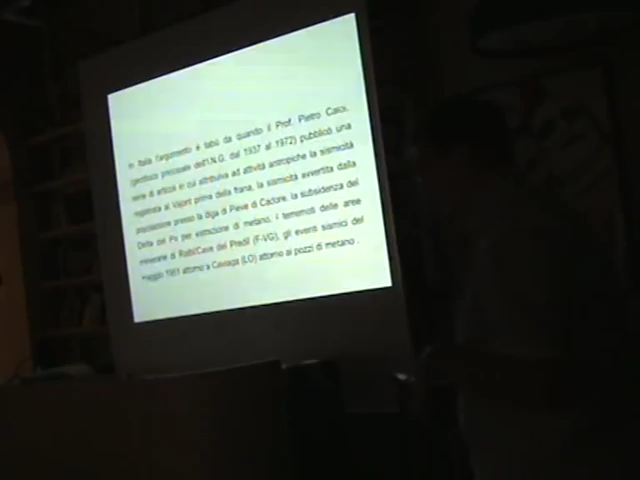 In Italia l'argomento è tabù da quando il Prof. Pietro Caloi,
(geofisico principale dell'I.N.G. dal 1937 al 1972) pubblicò una
serie di articoli in cui attribuiva ad attività antropiche la sismicità
registrata al Vajont prima della frana, la sismicità avvertita dalla
popolazione presso la diga di Pieve di Cadore, la subsidenza del
Delta del Po per estrazione di metano, i terremoti delle aree
minerarie di Raibl/Cave del Predil (F-VG), gli eventi sismici del
maggio 1951 attorno a Caviaga (LO) attorno ai pozzi di metano .